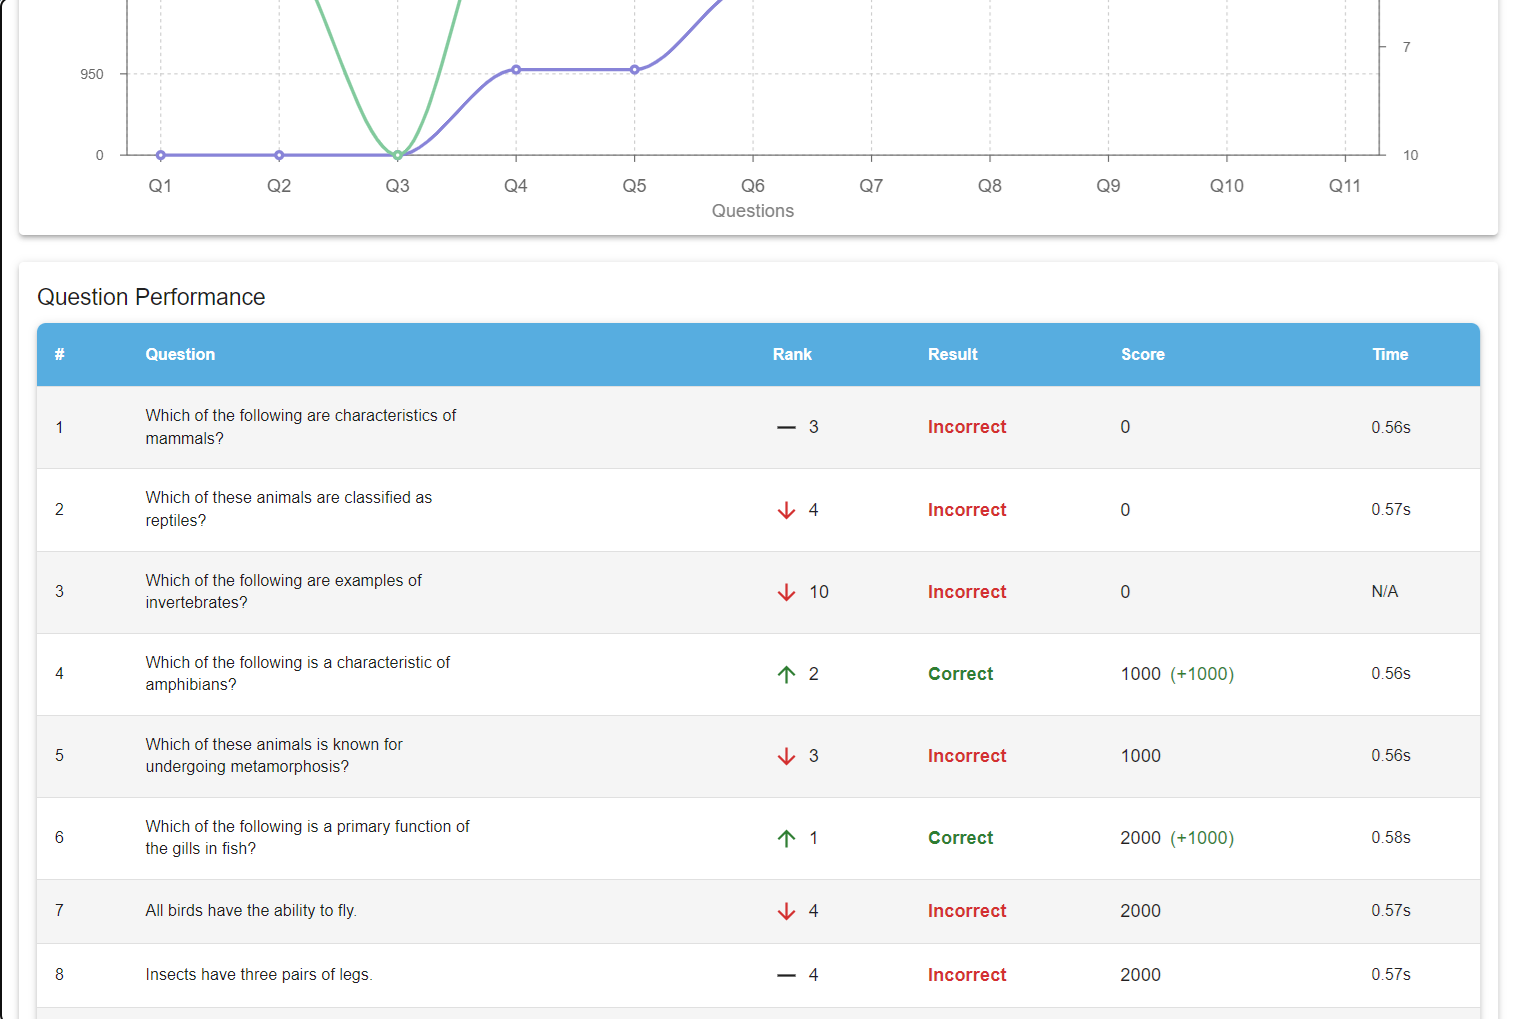 7
950
0
10
Q1 Q2 Q3 Q4 Q5 Q6 Q7 Q8 Q9 Q10 Q11
Questions
Question Performance
# Question Rank Result Score Time
Which of the following are characteristics of
1 3 Incorrect 0 0.56s
mammals?
Which of these animals are classified as
2 4 Incorrect 0 0.57s
reptiles?
Which of the following are examples of
3 10 Incorrect 0 N/A
invertebrates?
Which of the following is a characteristic of
4 2 Correct 1000 (+1000) 0.56s
amphibians?
Which of these animals is known for
5 3 Incorrect 1000 0.56s
undergoing metamorphosis?
Which of the following is a primary function of
6 1 Correct 2000 (+1000) 0.58s
the gills in fish?
7 All birds have the ability to fly. 4 Incorrect 2000 0.57s
8 Insects have three pairs of legs. 4 Incorrect 2000 0.57s